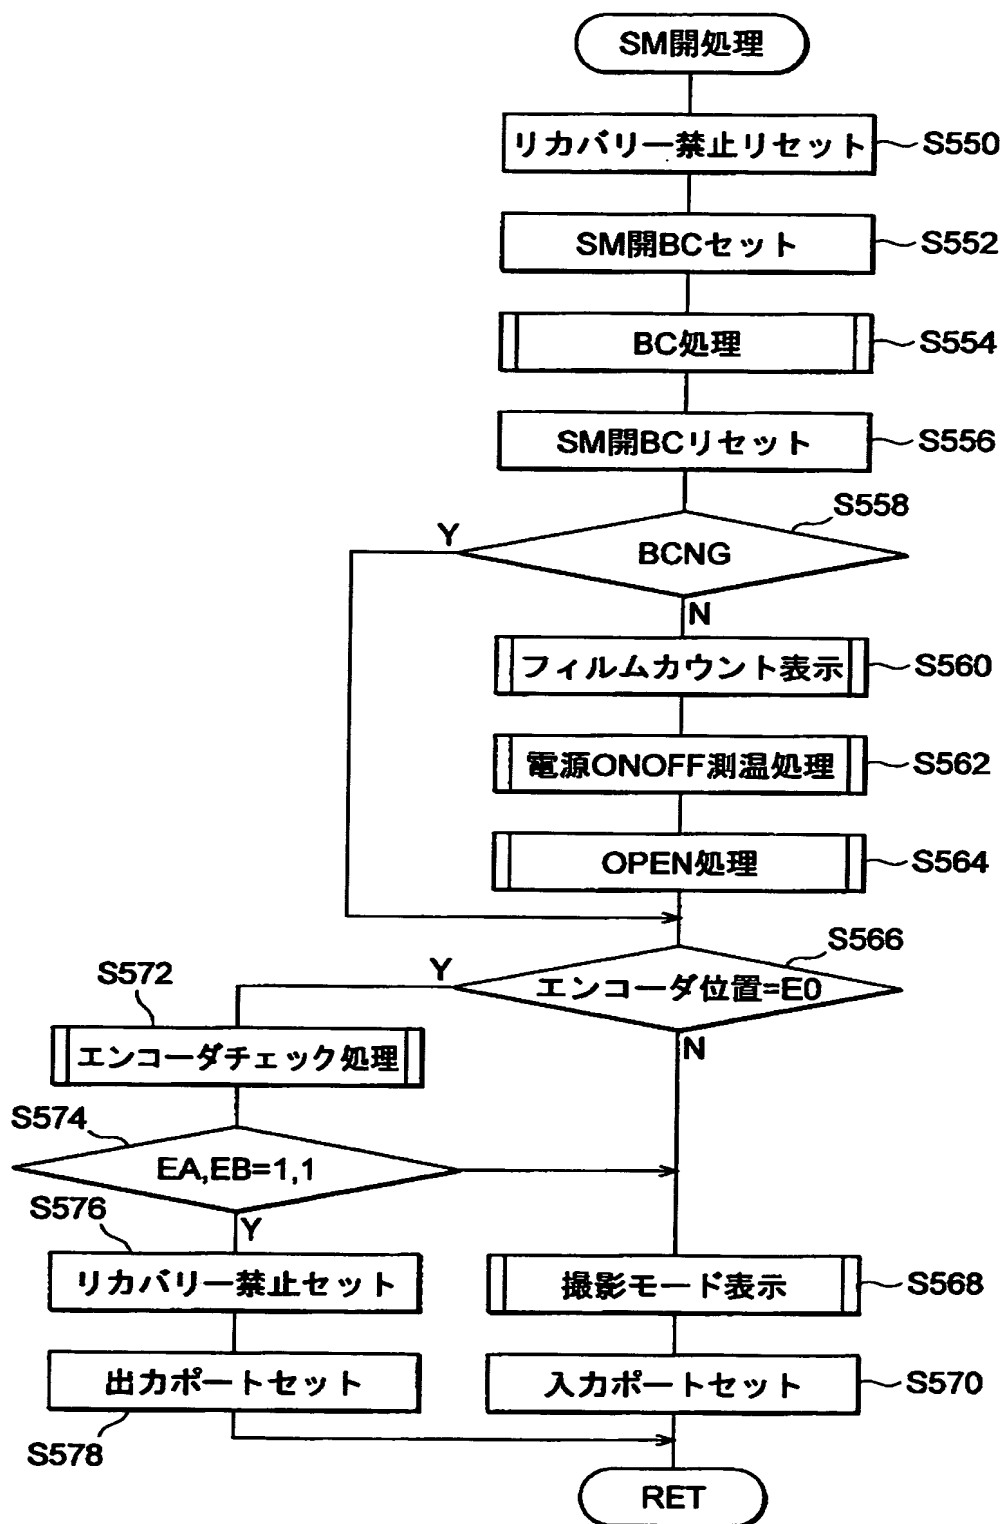 SM開処理
リカバリー禁止リセット
S550
SM開BCセット
S552
BC処理
S554
SM開BCリセット
S556
S558
Y
BCNG
N
フィルムカウント表示
S560
電源ONOFF測温処理
S562
OPEN処理
S564
S566
Y
エンコーダ位置=E0
N
S572
エンコーダチェック処理
S574
EA,EB=1,1
Y
S576
リカバリー禁止セット
撮影モード表示
S568
出力ポートセット
入力ポートセット
S570
S578
RET